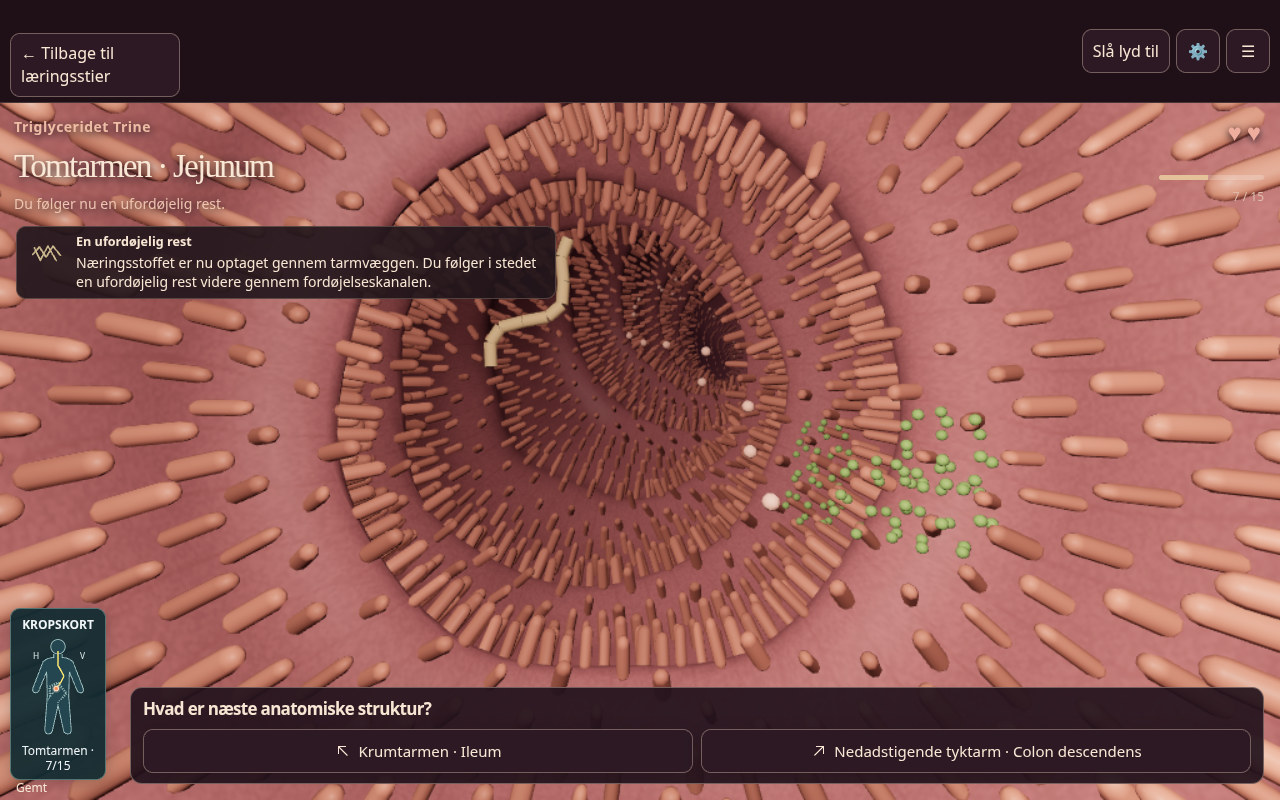 ← Tilbage til
læringsstier
Slå lyd til
Triglyceridet Trine
Tomtarmen · Jejunum
Du følger nu en ufordøjelig rest.
7 / 15
En ufordøjelig rest
Næringsstoffet er nu optaget gennem tarmvæggen. Du følger i stedet
en ufordøjelig rest videre gennem fordøjelseskanalen.
KROPSKORT
H V
Tomtarmen ·
7/15
Gemt
Hvad er næste anatomiske struktur?
↖ Krumtarmen · Ileum
↗ Nedadstigende tyktarm · Colon descendens